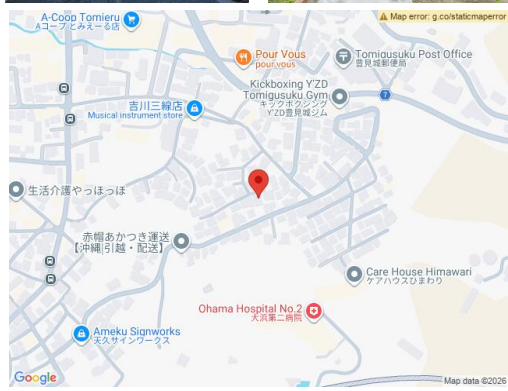 A-Coop Tomieru
Aコープ とみえーる店
Map error: g.co/staticmaperror
Pour Vous
pour vous
Tomigusuku Post Office
豊見城郵便局
Kickboxing Y'ZD
Tomigusuku Gym
キックボクシング
Y'ZD豊見城ジム
7
吉川三線店
Musical instrument store
生活介護やっほっほ
赤帽あかつき運送
【沖縄|引越・配送】
Care House Himawari
ケアハウスひまわり
Ohama Hospital No.2
大浜第二病院
Ameku Signworks
天久サインワークス
Google
Map data ©2026